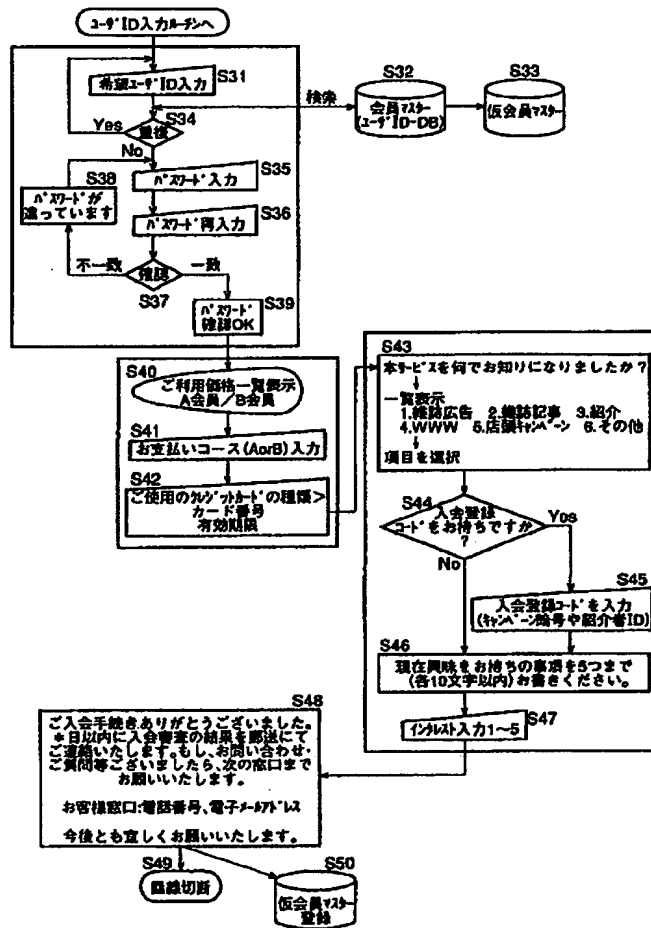 ユーザID入力ルーチンへ
S31
希望ユーザID入力
検索
S32
会員マスター
(ユーザID-DB)
S33
仮会員マスター
S34
Yes
重複
No
S35
パスワード入力
S36
パスワード再入力
S38
パスワードが
違っています
不一致
確認
一致
S37
S39
パスワード
確認OK
S40
ご利用価格一覧表示
A会員/B会員
S41
お支払いコース(AorB)入力
S42
ご使用のクレジットカードの種類>
カード番号
有効期限
S43
本サービスを何でお知りになりましたか?
↓
一覧表示
1.雑誌広告 2.雑誌記事 3.紹介
4.WWW 5.店頭キャンペーン 6.その他
↓
項目を選択
S44
入会登録
コードをお持ちですか
?
Yes
No
S45
入会登録コードを入力
(キャンペーン暗号や紹介者ID)
S46
現在興味をお持ちの事項を5つまで
(各10文字以内)お書きください。
S47
インタレスト入力1~5
S48
ご入会手続きありがとうございました。
*日以内に入会審査の結果を郵送にて
ご連絡いたします。もし、お問い合わせ・
ご質問等ございましたら、次の窓口まで
お願いいたします。
お客様窓口:電話番号、電子メールアドレス
今後とも宜しくお願いいたします。
S49
回線切断
S50
仮会員マスター
登録